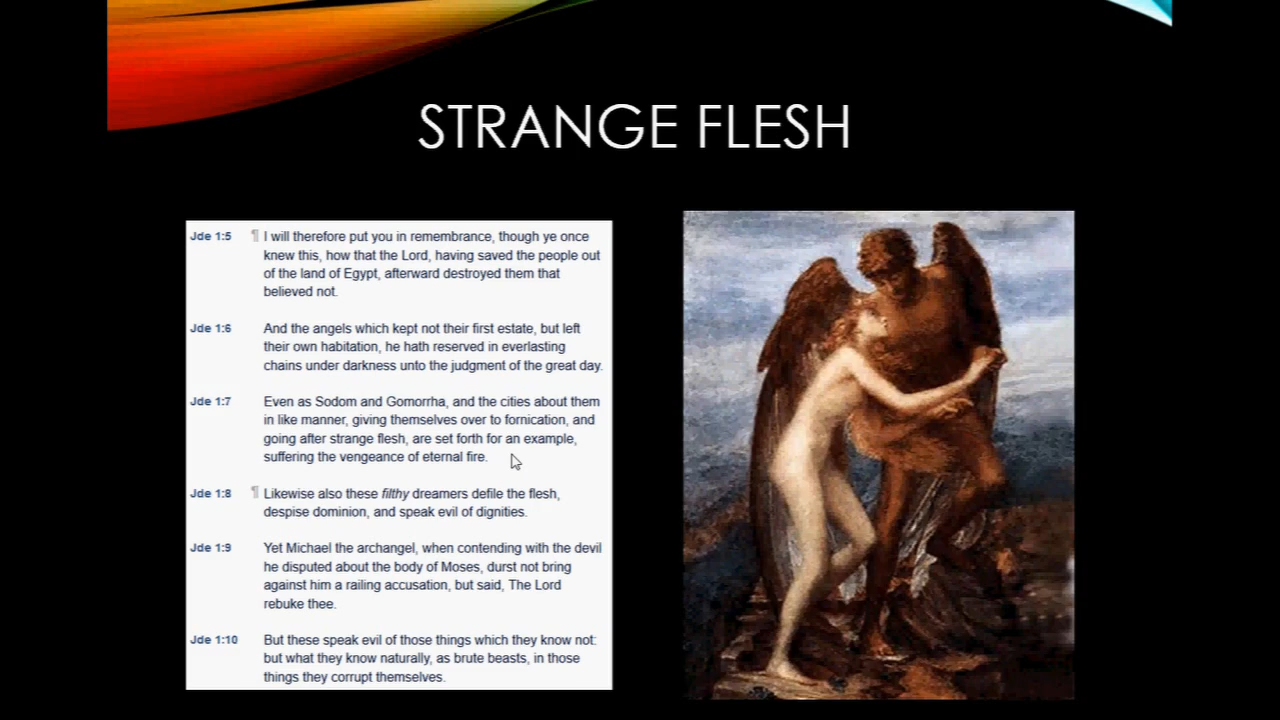 STRANGE FLESH
Jde 1:5 ¶ I will therefore put you in remembrance, though ye once
knew this, how that the Lord, having saved the people out
of the land of Egypt, afterward destroyed them that
believed not.
Jde 1:6 And the angels which kept not their first estate, but left
their own habitation, he hath reserved in everlasting
chains under darkness unto the judgment of the great day.
Jde 1:7 Even as Sodom and Gomorrha, and the cities about them
in like manner, giving themselves over to fornication, and
going after strange flesh, are set forth for an example,
suffering the vengeance of eternal fire.
Jde 1:8 ¶ Likewise also these filthy dreamers defile the flesh,
despise dominion, and speak evil of dignities.
Jde 1:9 Yet Michael the archangel, when contending with the devil
he disputed about the body of Moses, durst not bring
against him a railing accusation, but said, The Lord
rebuke thee.
Jde 1:10 But these speak evil of those things which they know not:
but what they know naturally, as brute beasts, in those
things they corrupt themselves.